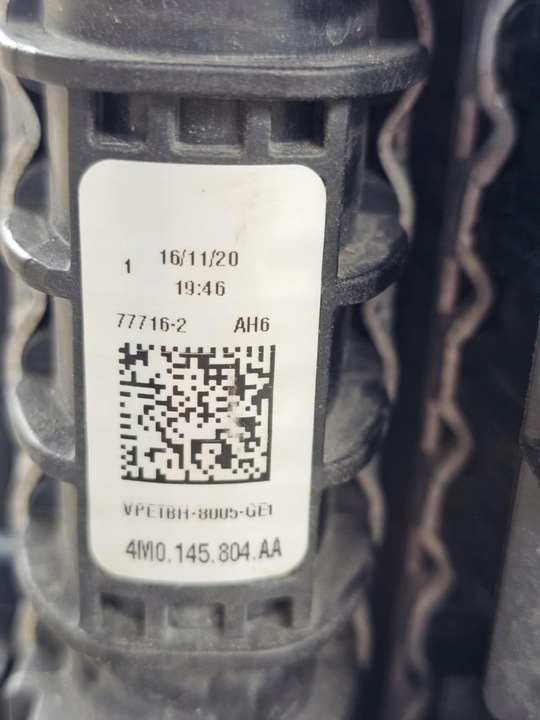 1 16/11/20
19:46
77716-2 AH6
VPETBH-8005-GE1
4M0.145.804.AA